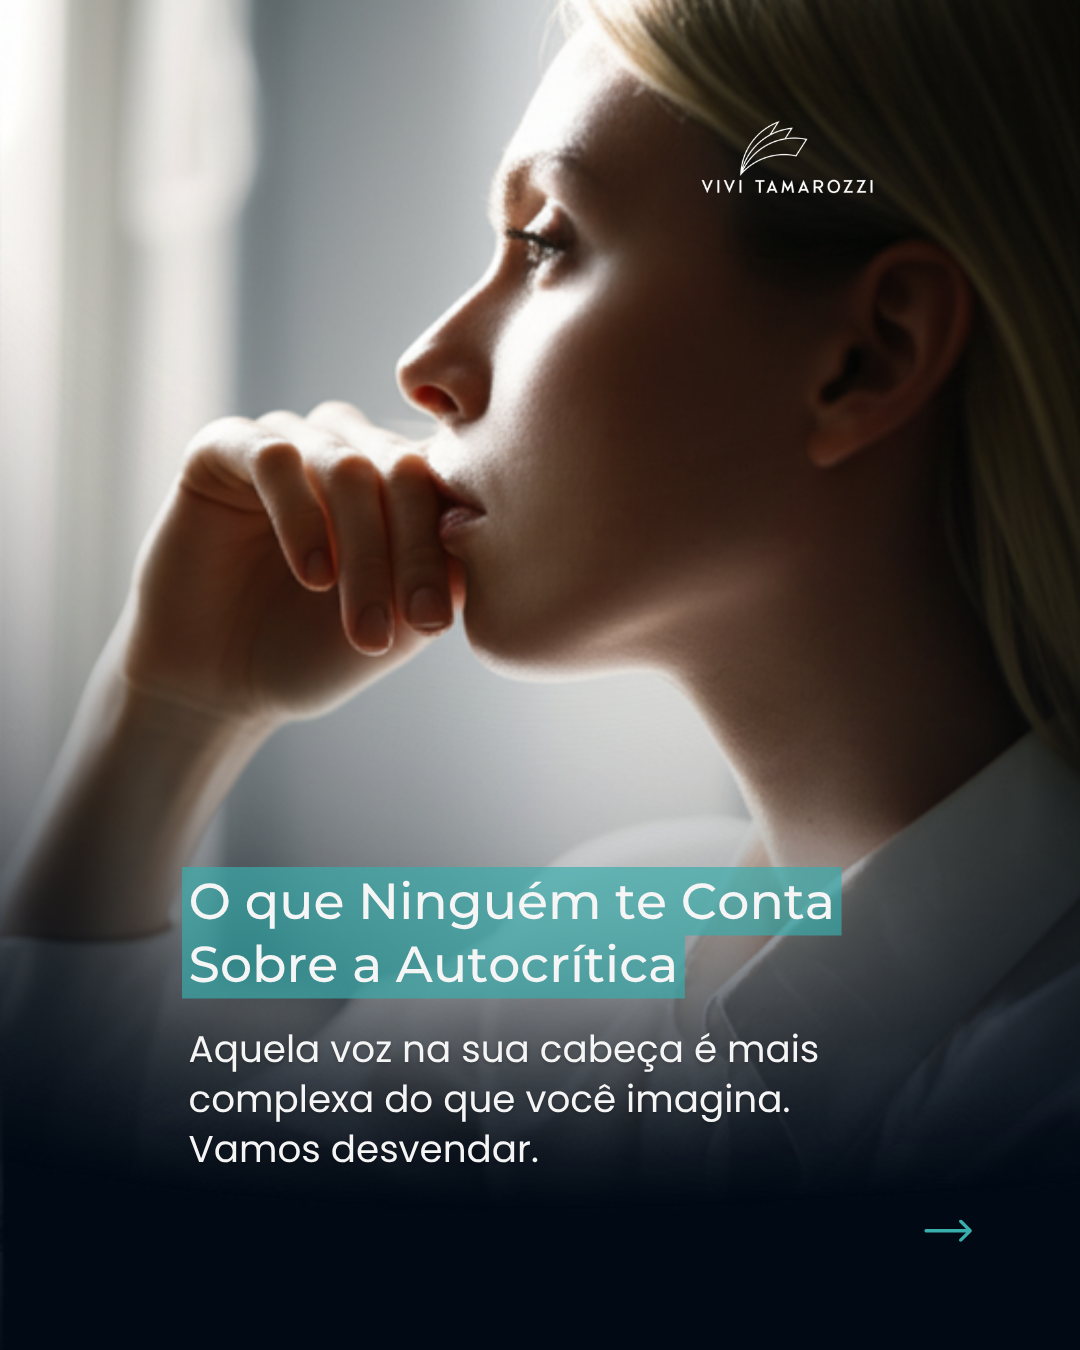 VIVI TAMAROZZI
O que Ninguém te Conta
Sobre a Autocrítica
Aquela voz na sua cabeça é mais
complexa do que você imagina.
Vamos desvendar.